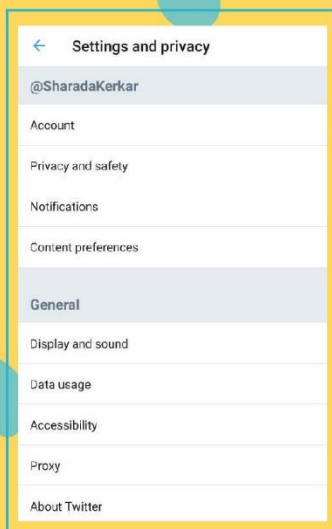 Settings and privacy
@SharadaKerkar
Account
Privacy and safety
Notifications
Content preferences
General
Display and sound
Data usage
Accessibility
Proxy
About Twitter